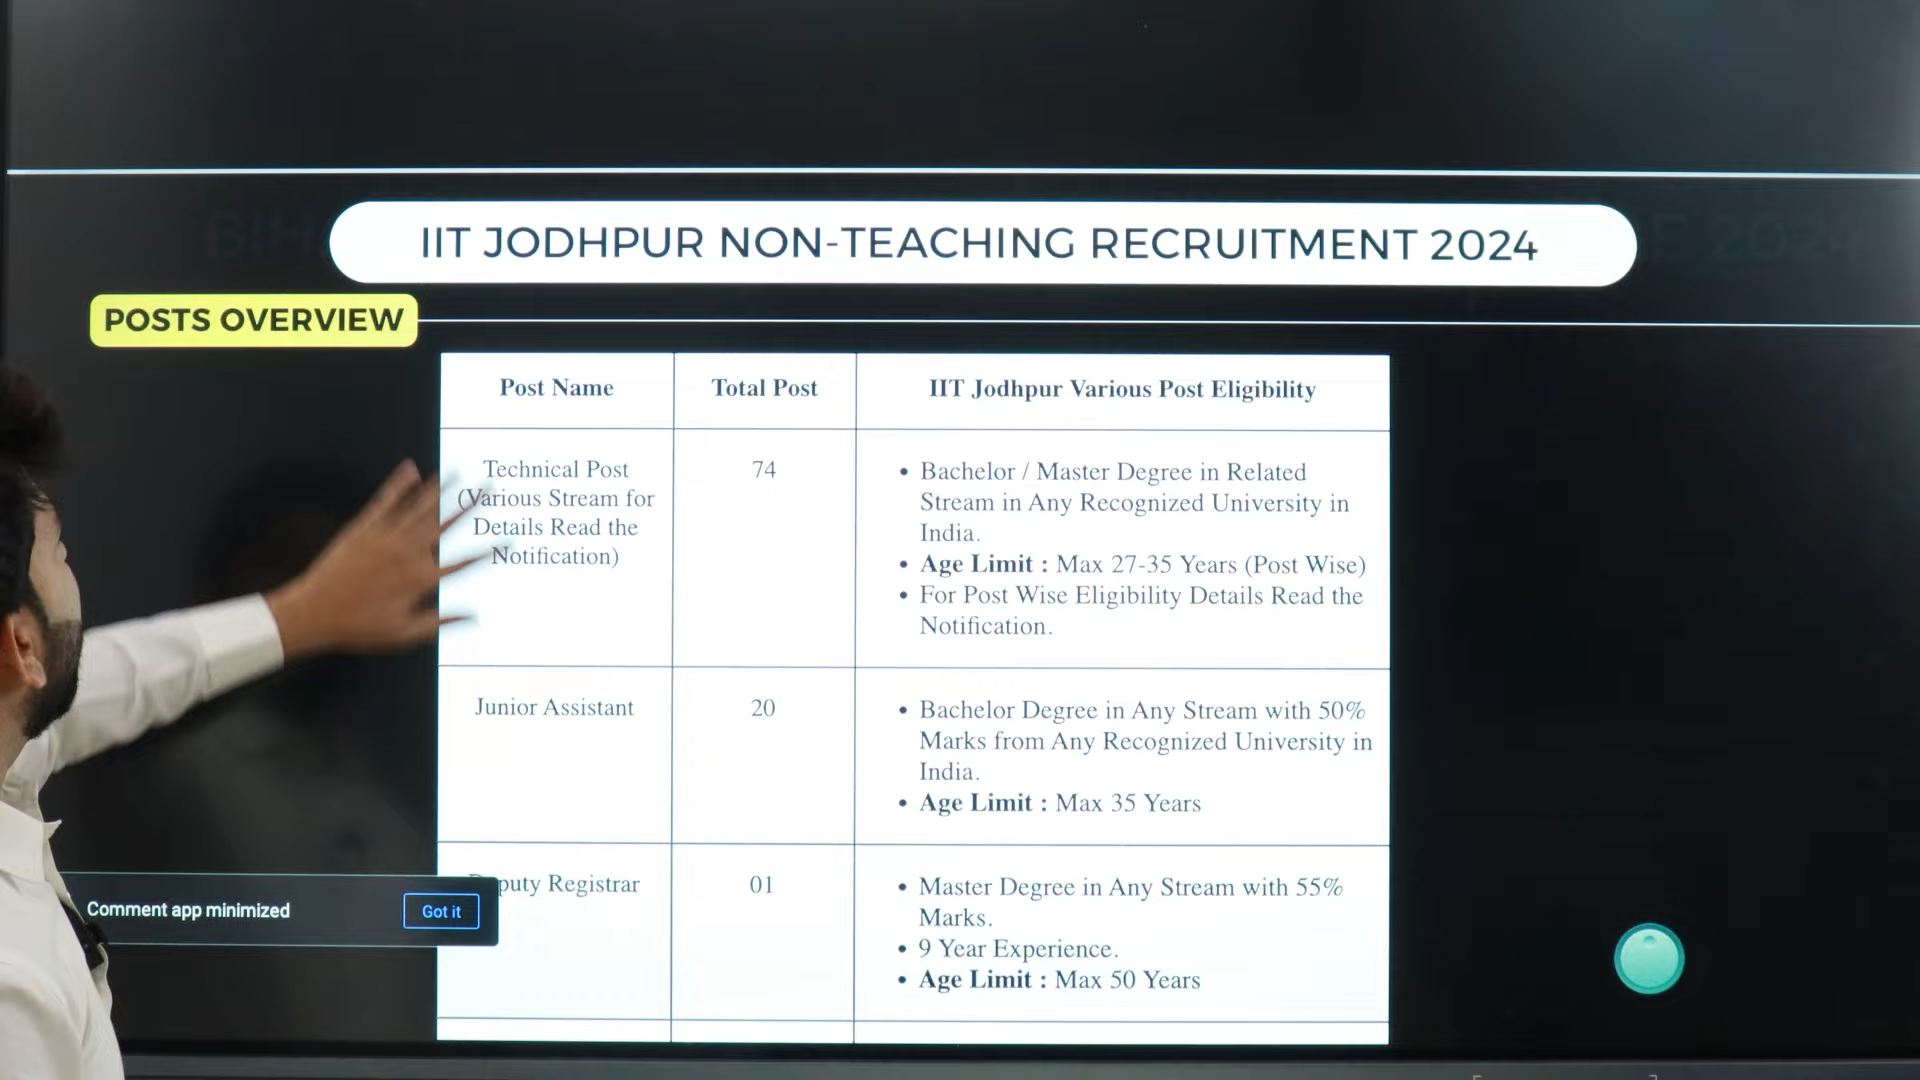 IIT JODHPUR NON-TEACHING RECRUITMENT 2024
POSTS OVERVIEW
Post Name
Total Post
IIT Jodhpur Various Post Eligibility
Technical Post
(Various Stream for
Details Read the
Notification)
74
• Bachelor / Master Degree in Related
Stream in Any Recognized University in
India.
• Age Limit : Max 27-35 Years (Post Wise)
• For Post Wise Eligibility Details Read the
Notification.
Junior Assistant
20
• Bachelor Degree in Any Stream with 50%
Marks from Any Recognized University in
India.
• Age Limit : Max 35 Years
Registrar
01
• Master Degree in Any Stream with 55%
Marks.
• 9 Year Experience.
• Age Limit : Max 50 Years
Comment app minimized
Got it